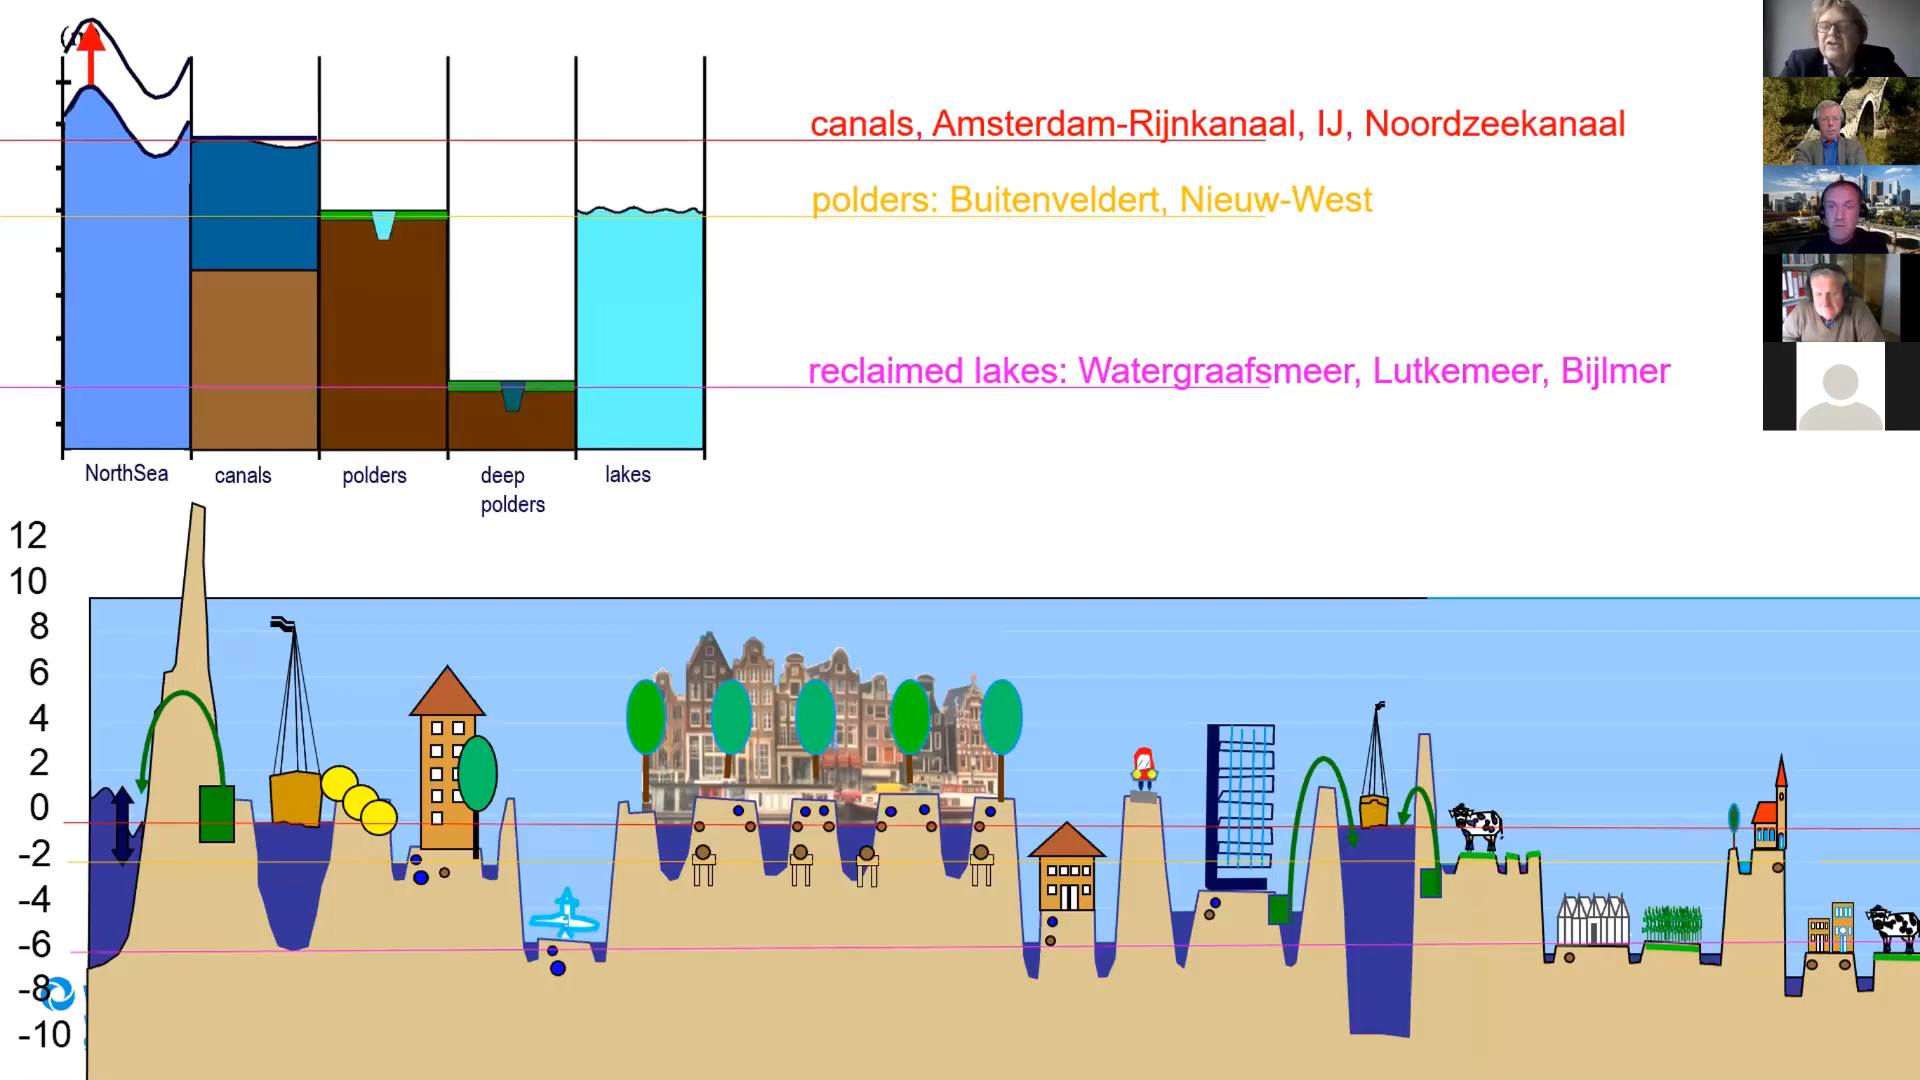 canals, Amsterdam-Rijnkanaal, IJ, Noordzeekanaal
polders: Buitenveldert, Nieuw-West
reclaimed lakes: Watergraafsmeer, Lutkemeer, Bijlmer
NorthSea
canals
polders
deep
polders
lakes
12
10
8
6
4
2
0
-2
-4
-6
-8
-10